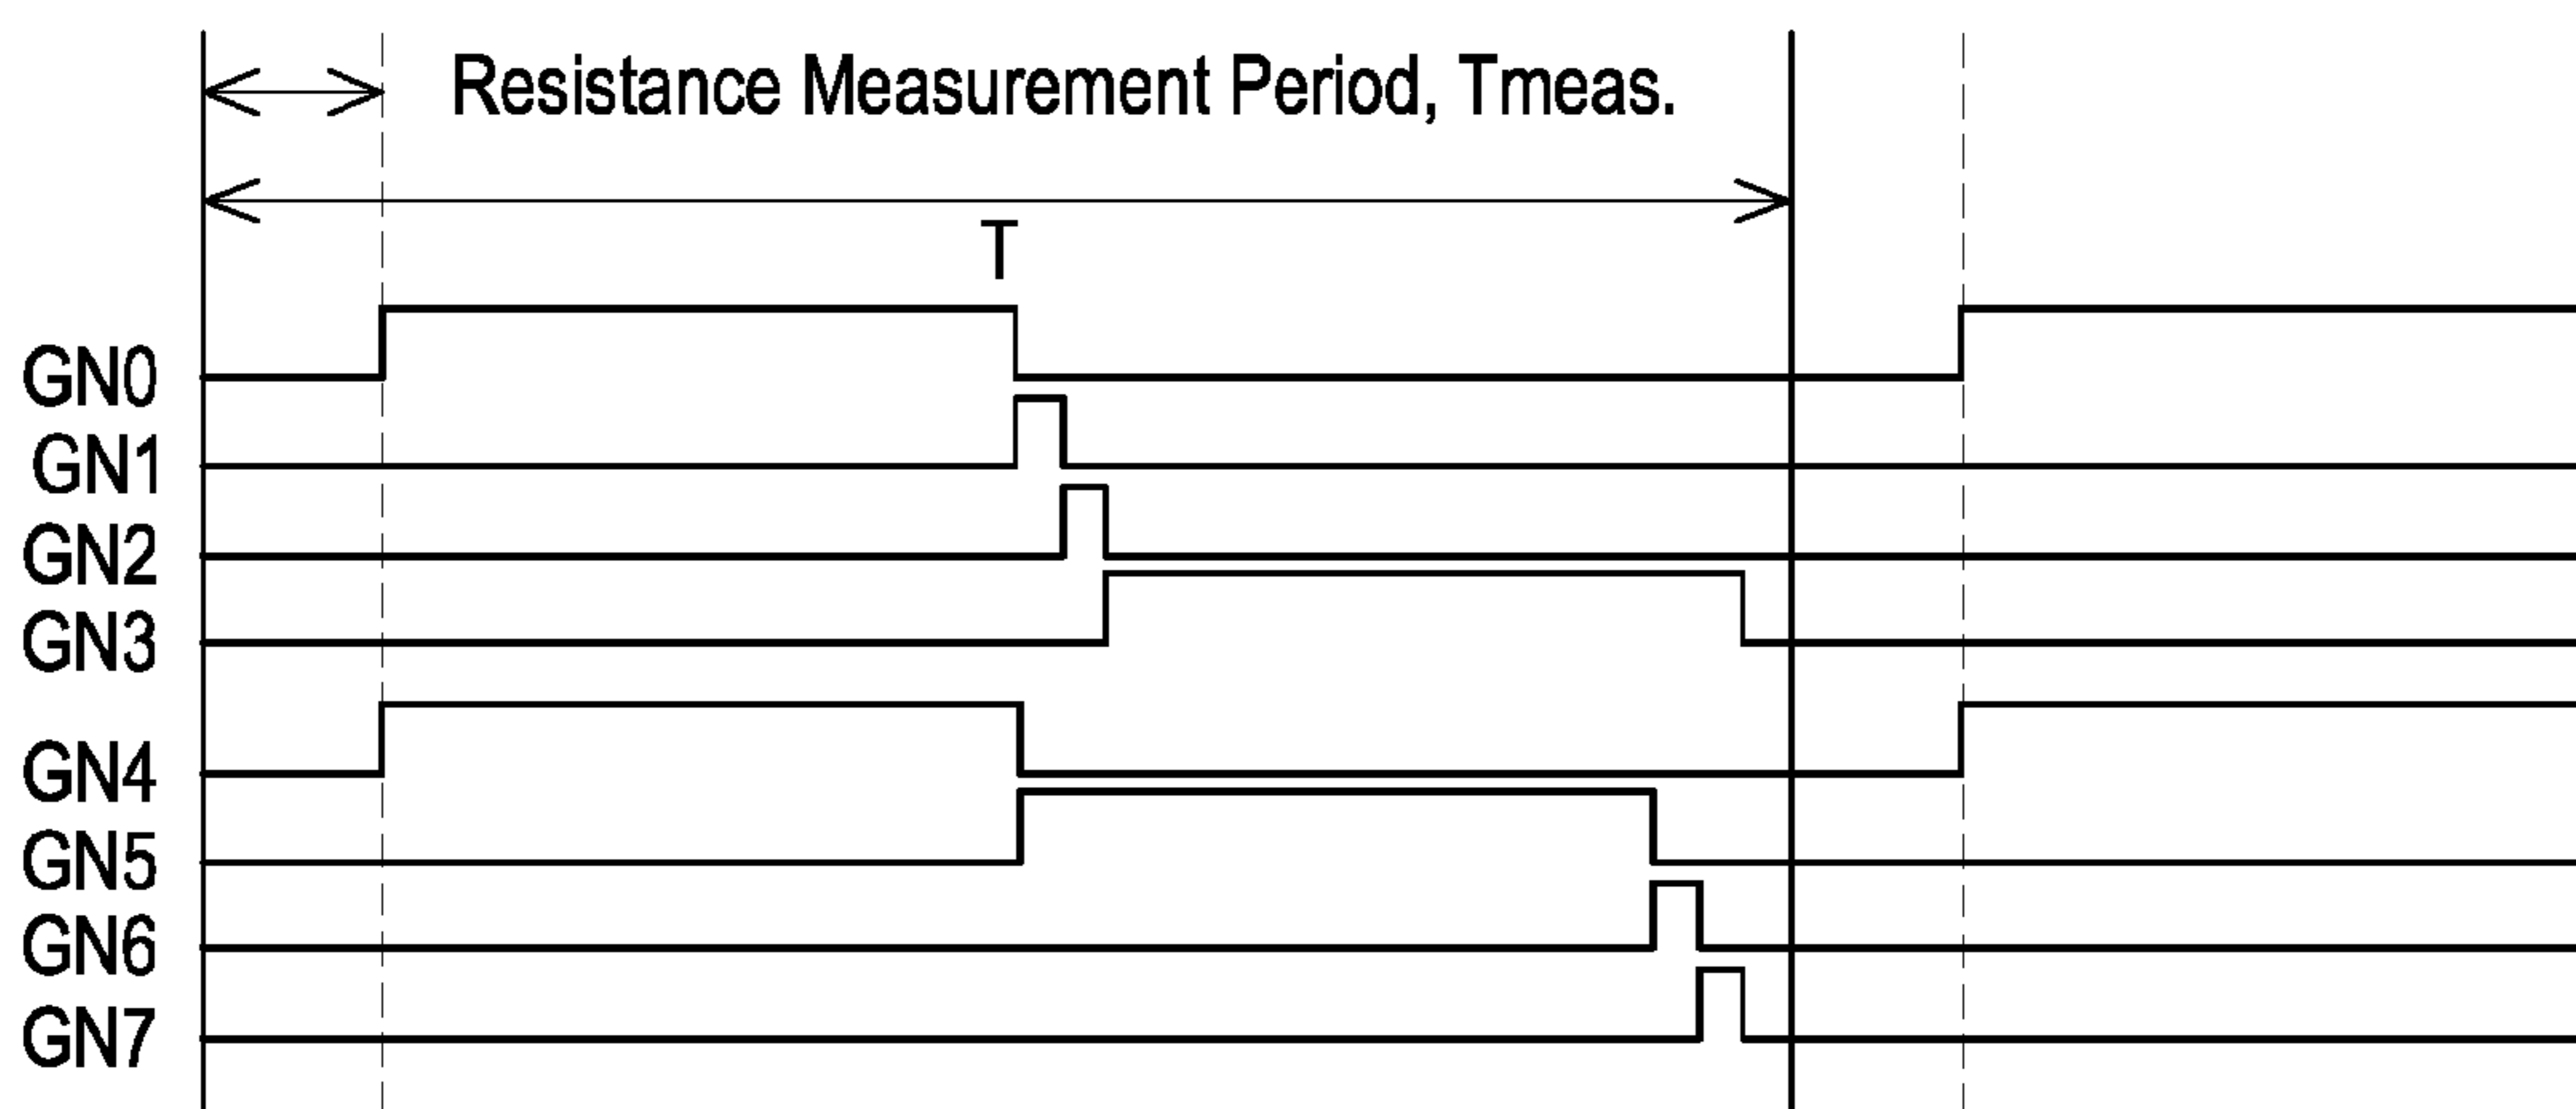 Resistance Measurement Period, Tmeas.
T
GN0
GN1
GN2
GN3
GN4
GN5
GN6
GN7